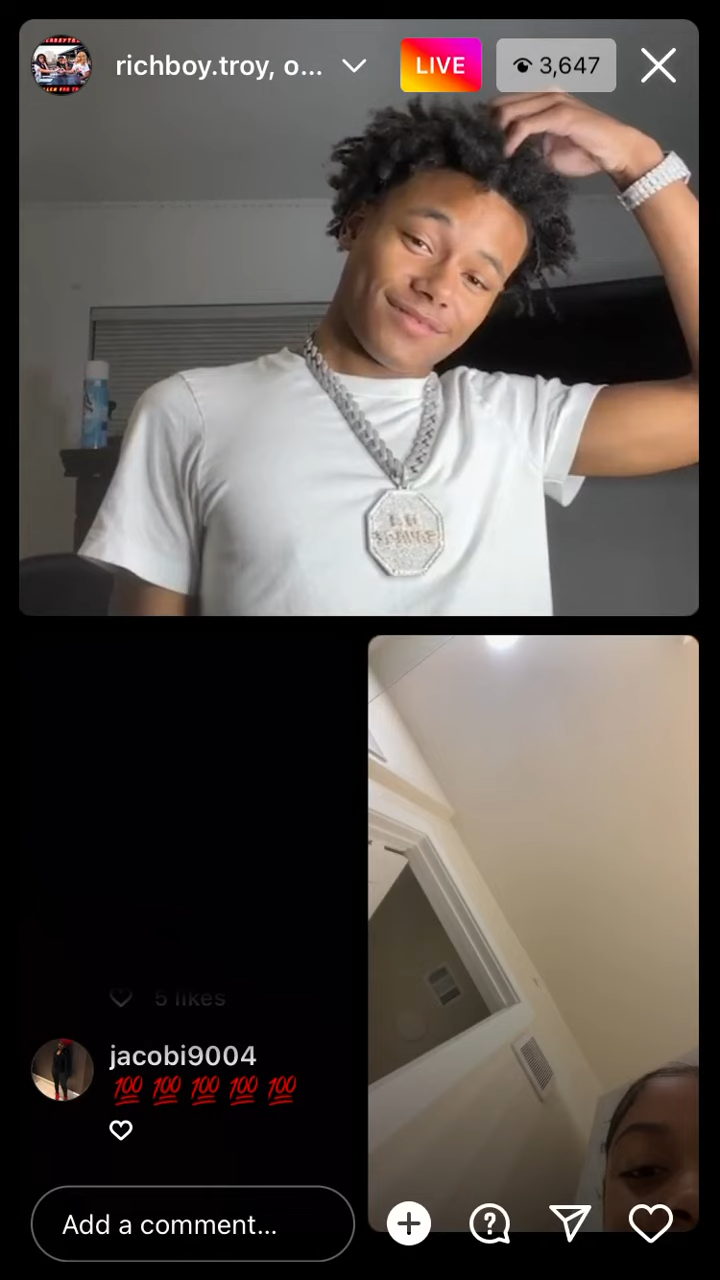 richboy.troy, o...
LIVE
3,647
5 likes
jacobi9004
💯 💯 💯 💯 💯
Add a comment...